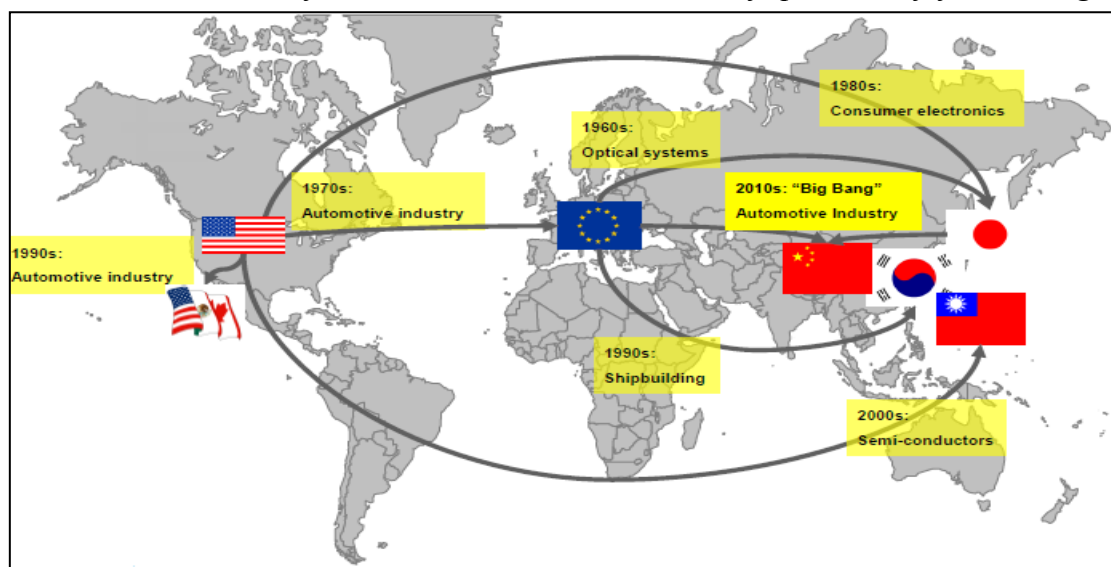 1980s:
Consumer electronics
1960s:
Optical systems
1970s:
Automotive industry
2010s: “Big Bang”
Automotive Industry
1990s:
Automotive industry
1990s:
Shipbuilding
2000s:
Semi-conductors